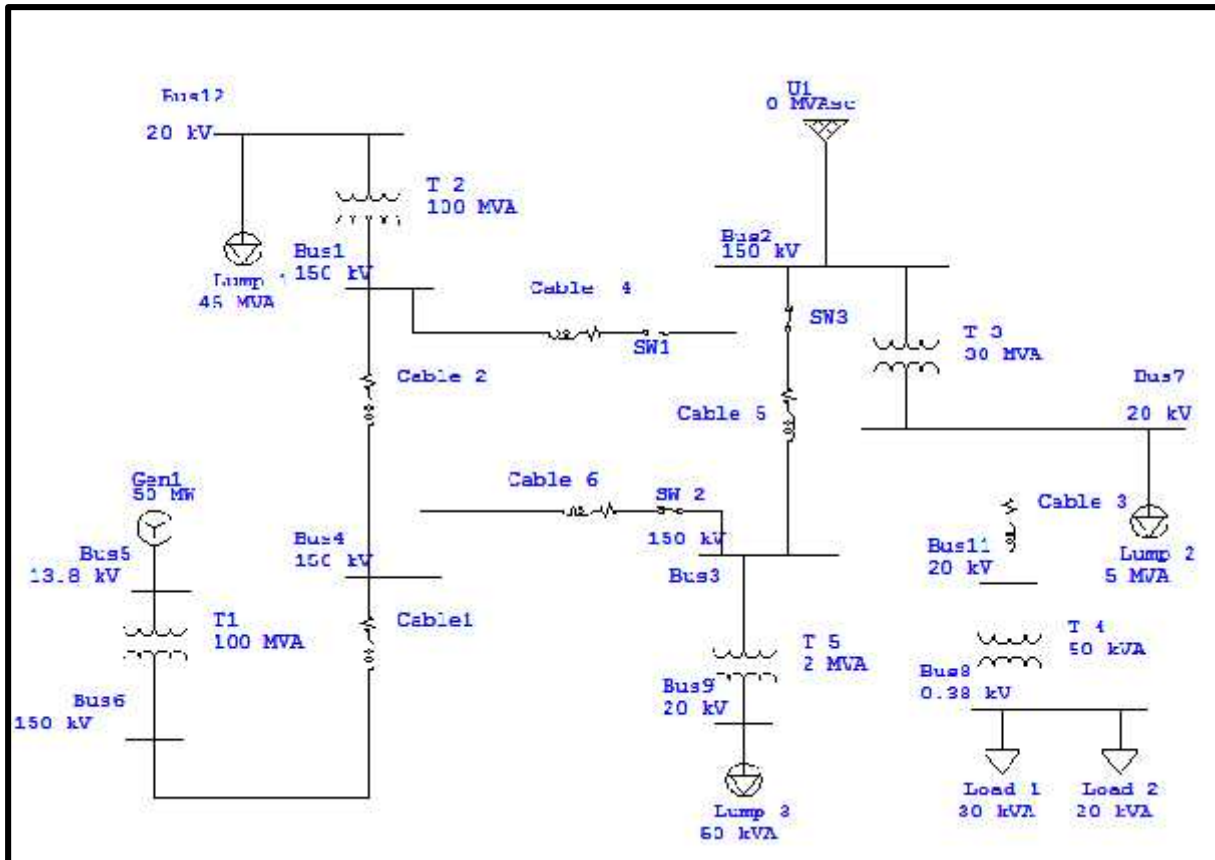 U1
0 MVAsc
Bus12
20 kV
T 2
100 MVA
Bus1
150 kV
Lump 1
45 MVA
Bus2
150 kV
Cable 4
SW1
SW3
T 3
30 MVA
Cable 2
Bus7
20 kV
Cable 5
Gen1
50 MW
Cable 6
SW 2
Cable 3
Bus5
13.8 kV
Bus4
150 kV
150 kV
Bus3
Bus11
20 kV
Lump 2
5 MVA
T1
100 MVA
Cable1
T 5
2 MVA
T 4
50 kVA
Bus6
150 kV
Bus9
20 kV
Bus8
0.38 kV
Lump 3
Load 1
30 kVA
Load 2
20 kVA